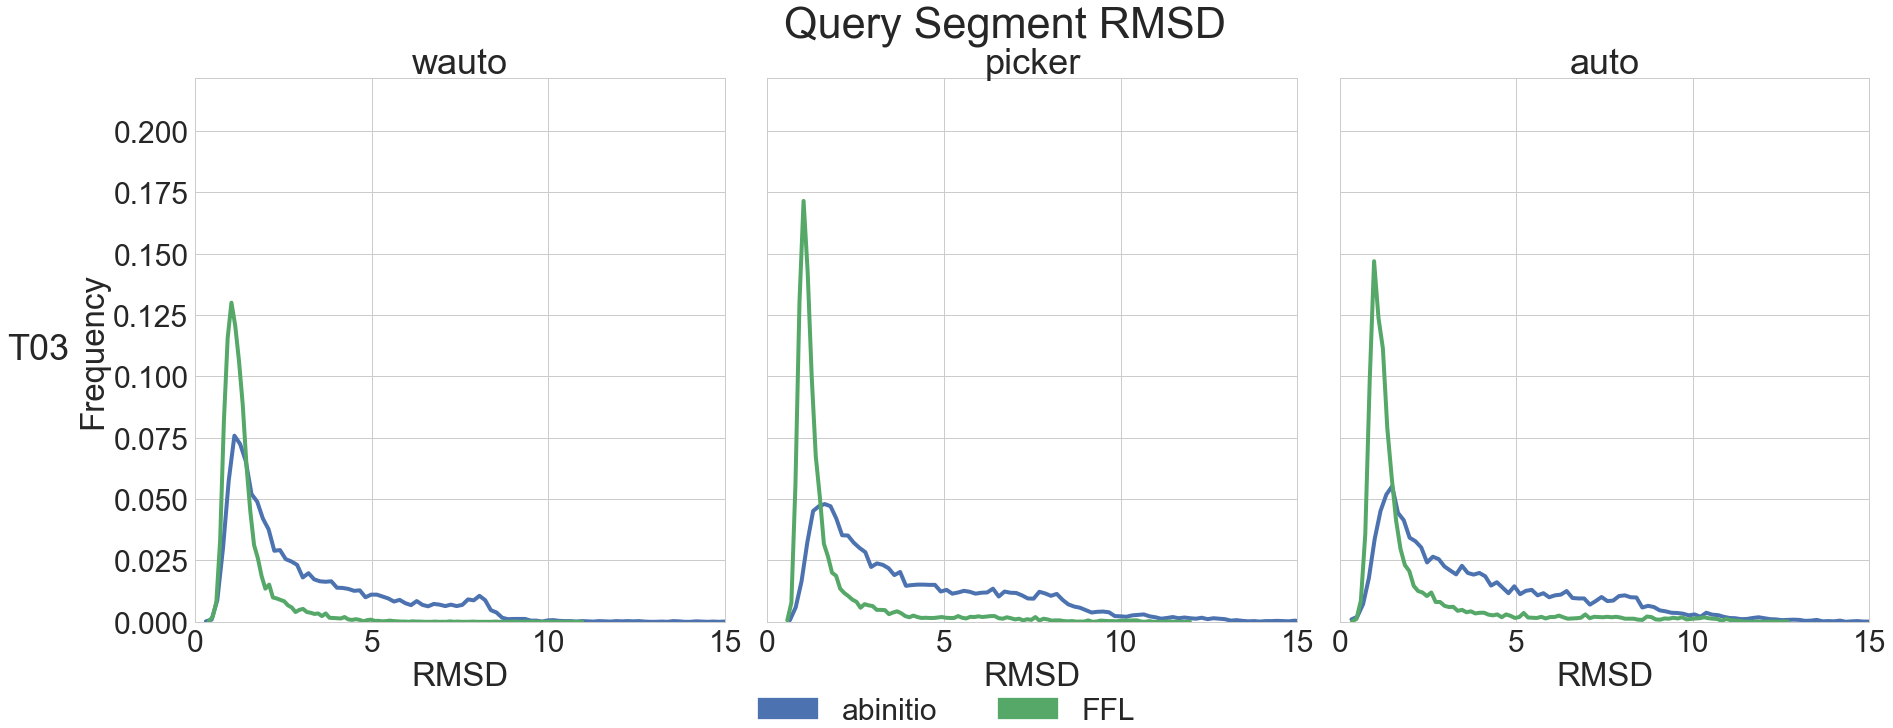 Query Segment RMSD
wauto
picker
auto
T03
Frequency
0.200
0.175
0.150
0.125
0.100
0.075
0.050
0.025
0.000
0 5 10 15
0 5 10 15
0 5 10 15
RMSD
RMSD
RMSD
abinitio
FFL